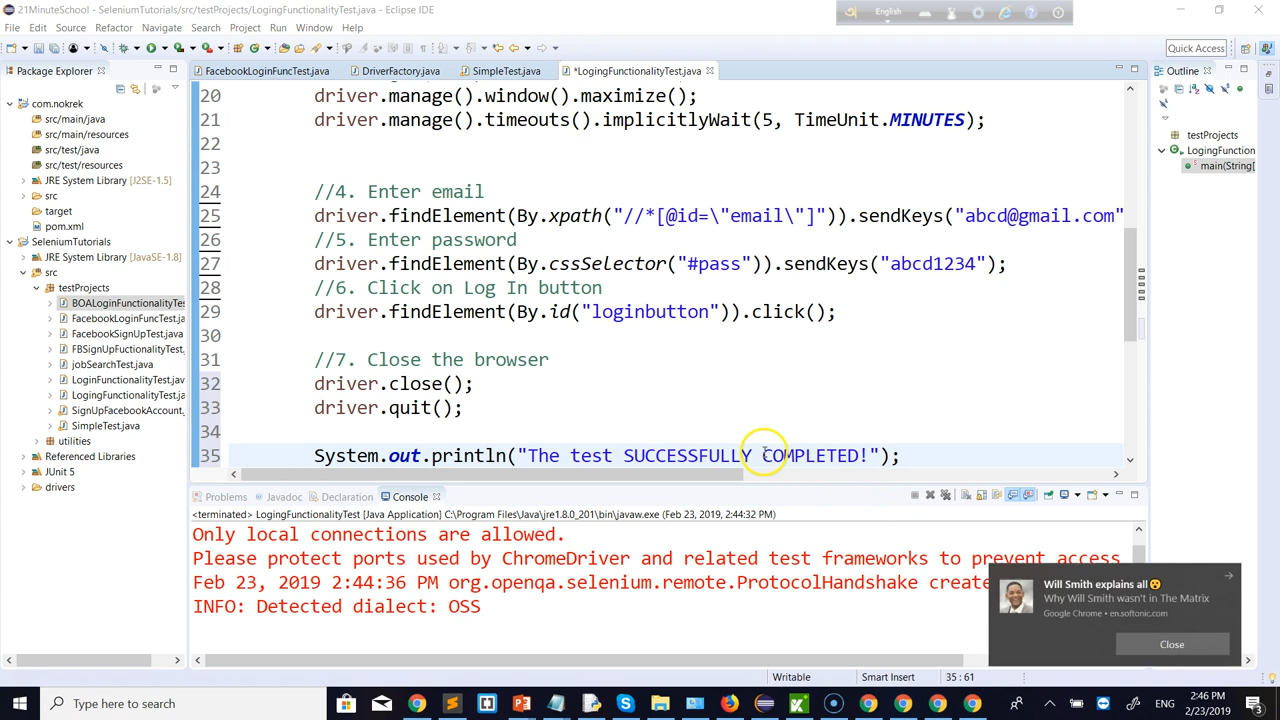 21MinuteSchool - SeleniumTutorials/src/testProjects/LogingFunctionalityTest.java - Eclipse IDE
English
File Edit Source Refactor Navigate Search Project Run Window Help
Quick Access
Package Explorer
FacebookLoginFuncTest.java
DriverFactory.java
SimpleTest.java
*LogingFunctionalityTest.java
Outline
com.nokrek
src/main/java
src/main/resources
src/test/java
src/test/resources
JRE System Library [J2SE-1.5]
src
target
pom.xml
SeleniumTutorials
JRE System Library [JavaSE-1.8]
src
testProjects
BOALoginFunctionalityTes
FacebookLoginFuncTest.java
FacebookSignUpTest.java
FBSignUpFuctionalityTest.
jobSearchTest.java
LoginFunctionalityTest.java
LogingFunctionalityTest.java
SignUpFacebookAccount.
SimpleTest.java
utilities
Referenced Libraries
JUnit 5
drivers
20 driver.manage().window().maximize();
21 driver.manage().timeouts().implicitlyWait(5, TimeUnit.MINUTES);
22
23
24 //4. Enter email
25 driver.findElement(By.xpath("//*[@id=\"email\"]")).sendKeys("abcd@gmail.com"
26 //5. Enter password
27 driver.findElement(By.cssSelector("#pass")).sendKeys("abcd1234");
28 //6. Click on Log In button
29 driver.findElement(By.id("loginbutton")).click();
30
31 //7. Close the browser
32 driver.close();
33 driver.quit();
34
35 System.out.println("The test SUCCESSFULLY COMPLETED!");
testProjects
LogingFunction
main(String[
Problems
Javadoc
Declaration
Console
<terminated> LogingFunctionalityTest [Java Application] C:\Program Files\Java\jre1.8.0_201\bin\javaw.exe (Feb 23, 2019 2:44:32 PM)
Only local connections are allowed.
Please protect ports used by ChromeDriver and related test frameworks to prevent access
Feb 23, 2019 2:44:36 PM org.openqa.selenium.remote.ProtocolHandshake create
INFO: Detected dialect: OSS
Will Smith explains all
Why Will Smith wasn't in The Matrix
Google Chrome • en.softonic.com
Close
Writable
Smart Insert
35 : 61
Type here to search
ENG
2:46 PM
2/23/2019
3